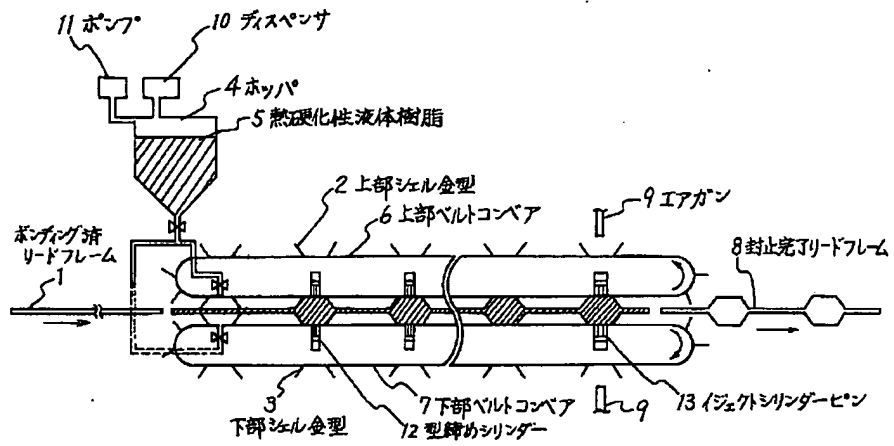 11 ポンプ
10 ディスペンサ
4 ホッパ
5 熱硬化性液体樹脂
2 上部シェル金型
6 上部ベルトコンベア
9 エアガン
ボンディング済
リードフレーム
1
8 封止完了リードフレーム
3
下部シェル金型
7 下部ベルトコンベア
12 型締めシリンダー
9
13 イジェクトシリンダーピン